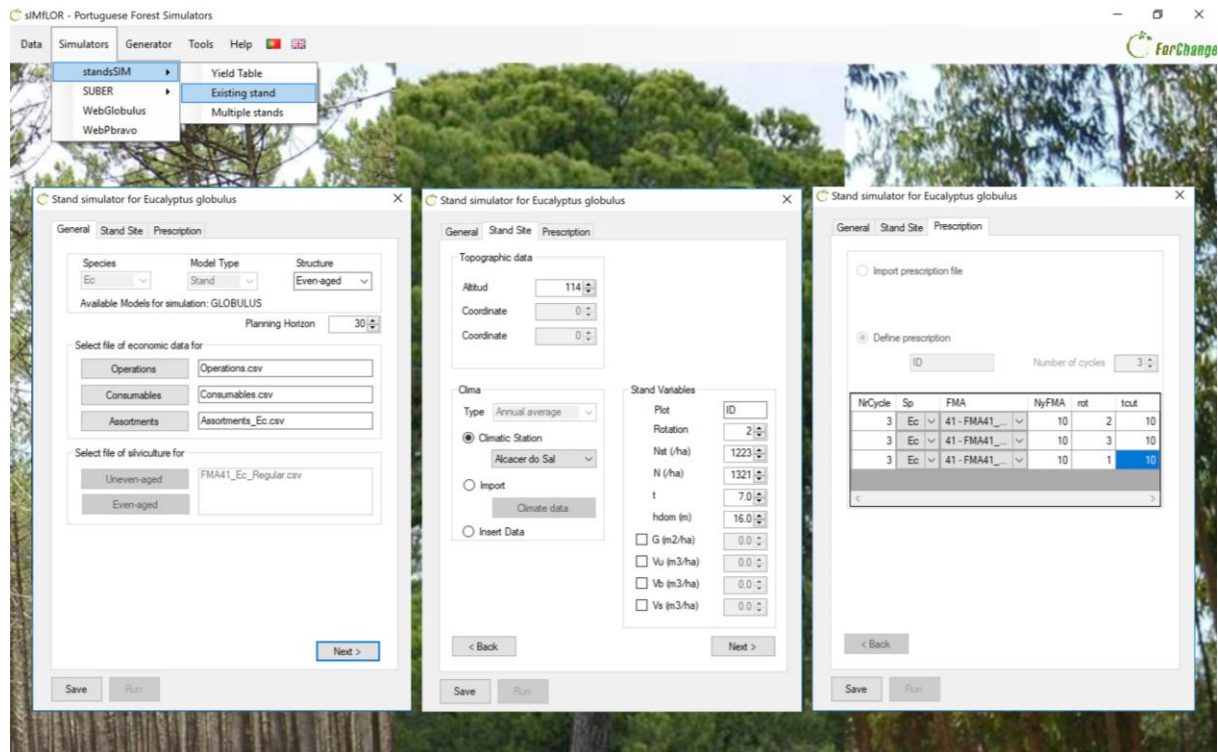 sIMfLOR - Portuguese Forest Simulators
Data Simulators Generator Tools Help
ForChange
standsSIM
SUBER
WebGlobulus
WebPbravo
Yield Table
Existing stand
Multiple stands
Stand simulator for Eucalyptus globulus
General Stand Site Prescription
Species Model Type Structure
Ec Stand Even-aged
Available Models for simulation: GLOBULUS
Planning Horizon 30
Select file of economic data for
Operations Operations.csv
Consumables Consumables.csv
Assortments Assortments_Ec.csv
Select file of silviculture for
Uneven-aged FMA41_Ec_Regular.csv
Even-aged
Next >
Save Run
Stand simulator for Eucalyptus globulus
General Stand Site Prescription
Topographic data
Altitud 114
Coordinate 0
Coordinate 0
Clima
Type Annual average
Climatic Station
Alcacer do Sal
Import
Climate data
Insert Data
Stand Variables
Plot ID
Rotation 2
Nst (/ha) 1223
N (/ha) 1321
t 7.0
hdom (m) 16.0
G (m2/ha) 0.0
Vu (m3/ha) 0.0
Vb (m3/ha) 0.0
Vs (m3/ha) 0.0
< Back Next >
Save Run
Stand simulator for Eucalyptus globulus
General Stand Site Prescription
Import prescription file
Define prescription
ID Number of cycles 3
NrCycle Sp FMA NyFMA rot tcut
3 Ec 41 - FMA41_... 10 2 10
3 Ec 41 - FMA41_... 10 3 10
3 Ec 41 - FMA41_... 10 1 10
< Back
Save Run